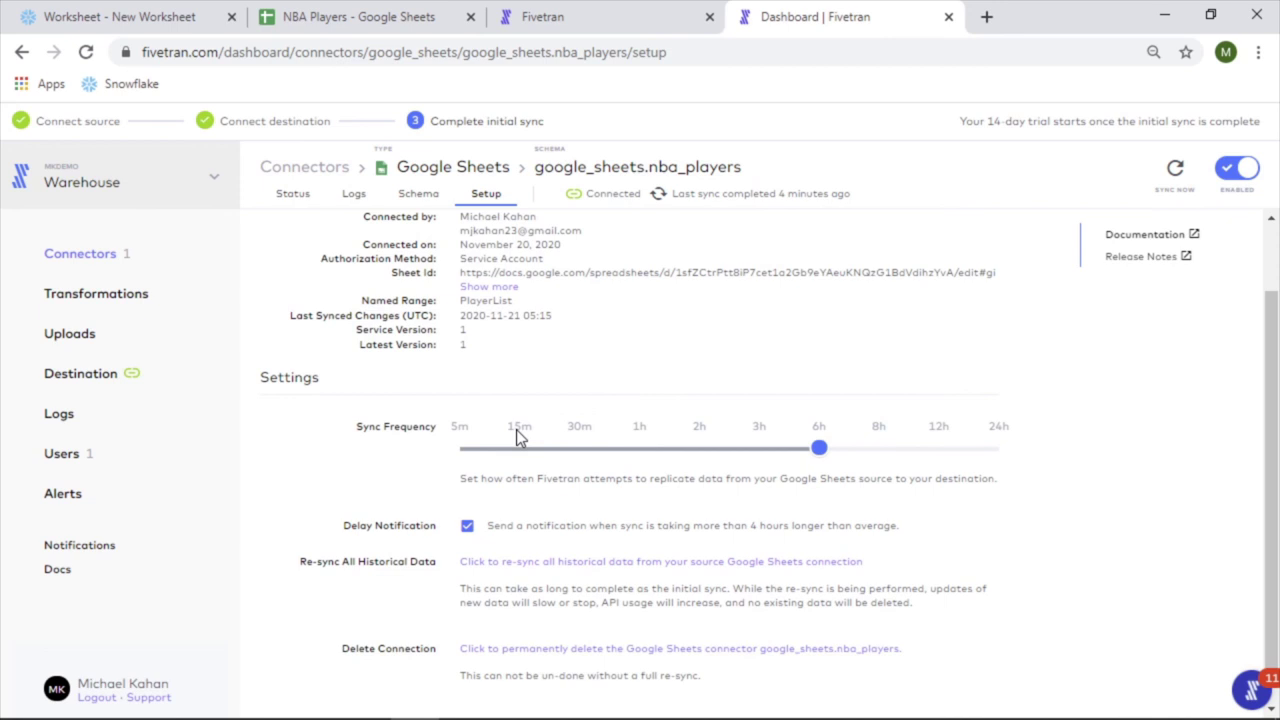 Worksheet - New Worksheet
NBA Players - Google Sheets
Fivetran
Dashboard | Fivetran
fivetran.com/dashboard/connectors/google_sheets/google_sheets.nba_players/setup
M
Apps
Snowflake
Connect source
Connect destination
3 Complete initial sync
Your 14-day trial starts once the initial sync is complete
MKDEMO
Warehouse
TYPE
SCHEMA
Connectors > Google Sheets > google_sheets.nba_players
SYNC NOW
ENABLED
Status
Logs
Schema
Setup
Connected
Last sync completed 4 minutes ago
Connectors 1
Transformations
Uploads
Destination
Logs
Users 1
Alerts
Notifications
Docs
MK
Michael Kahan
Logout · Support
Connected by: Michael Kahan
mjkahan23@gmail.com
Connected on: November 20, 2020
Authorization Method: Service Account
Sheet Id: https://docs.google.com/spreadsheets/d/1sfZCtrPtt8iP7cet1a2Gb9eYAeuKNQzG1BdVdihzYvA/edit#gi
Show more
Named Range: PlayerList
Last Synced Changes (UTC): 2020-11-21 05:15
Service Version: 1
Latest Version: 1
Documentation
Release Notes
Settings
Sync Frequency 5m 15m 30m 1h 2h 3h 6h 8h 12h 24h
Set how often Fivetran attempts to replicate data from your Google Sheets source to your destination.
Delay Notification Send a notification when sync is taking more than 4 hours longer than average.
Re-sync All Historical Data Click to re-sync all historical data from your source Google Sheets connection
This can take as long to complete as the initial sync. While the re-sync is being performed, updates of
new data will slow or stop, API usage will increase, and no existing data will be deleted.
Delete Connection Click to permanently delete the Google Sheets connector google_sheets.nba_players.
This can not be un-done without a full re-sync.
11